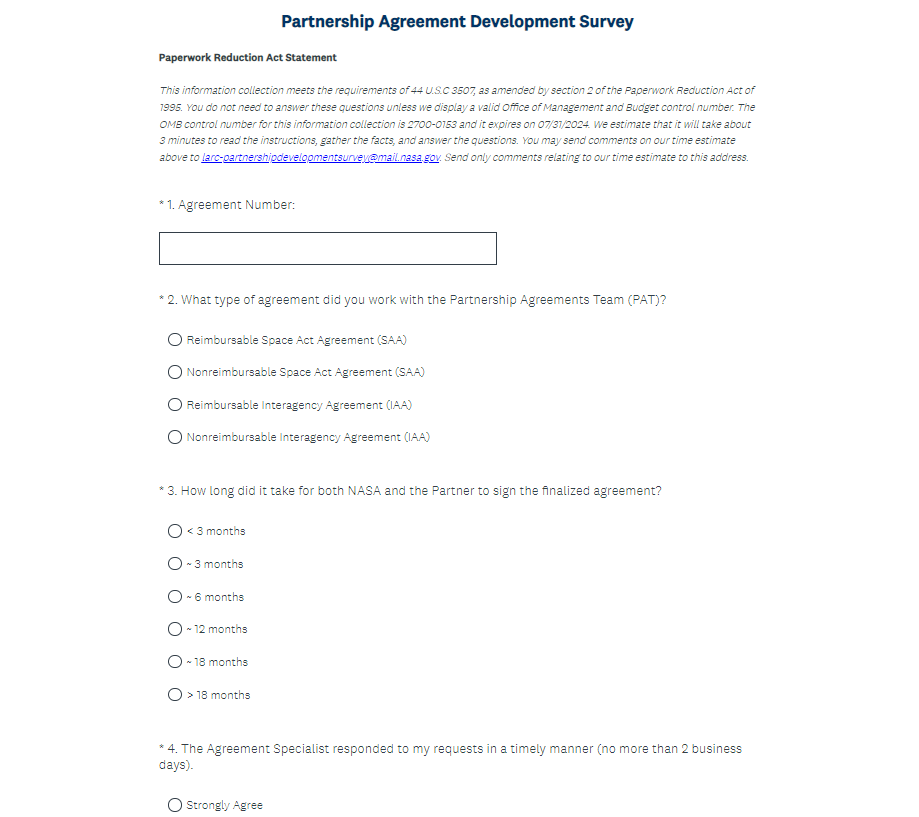 Partnership Agreement Development Survey
Paperwork Reduction Act Statement
This information collection meets the requirements of 44 U.S.C 3507, as amended by section 2 of the Paperwork Reduction Act of
1995. You do not need to answer these questions unless we display a valid Office of Management and Budget control number. The
OMB control number for this information collection is 2700-0153 and it expires on 07/31/2024. We estimate that it will take about
3 minutes to read the instructions, gather the facts, and answer the questions. You may send comments on our time estimate
above to larc-partnershipdevelopmentsurvey@mail.nasa.gov. Send only comments relating to our time estimate to this address.
* 1. Agreement Number:
* 2. What type of agreement did you work with the Partnership Agreements Team (PAT)?
Reimbursable Space Act Agreement (SAA)
Nonreimbursable Space Act Agreement (SAA)
Reimbursable Interagency Agreement (IAA)
Nonreimbursable Interagency Agreement (IAA)
* 3. How long did it take for both NASA and the Partner to sign the finalized agreement?
< 3 months
~ 3 months
~ 6 months
~ 12 months
~ 18 months
> 18 months
* 4. The Agreement Specialist responded to my requests in a timely manner (no more than 2 business
days).
Strongly Agree